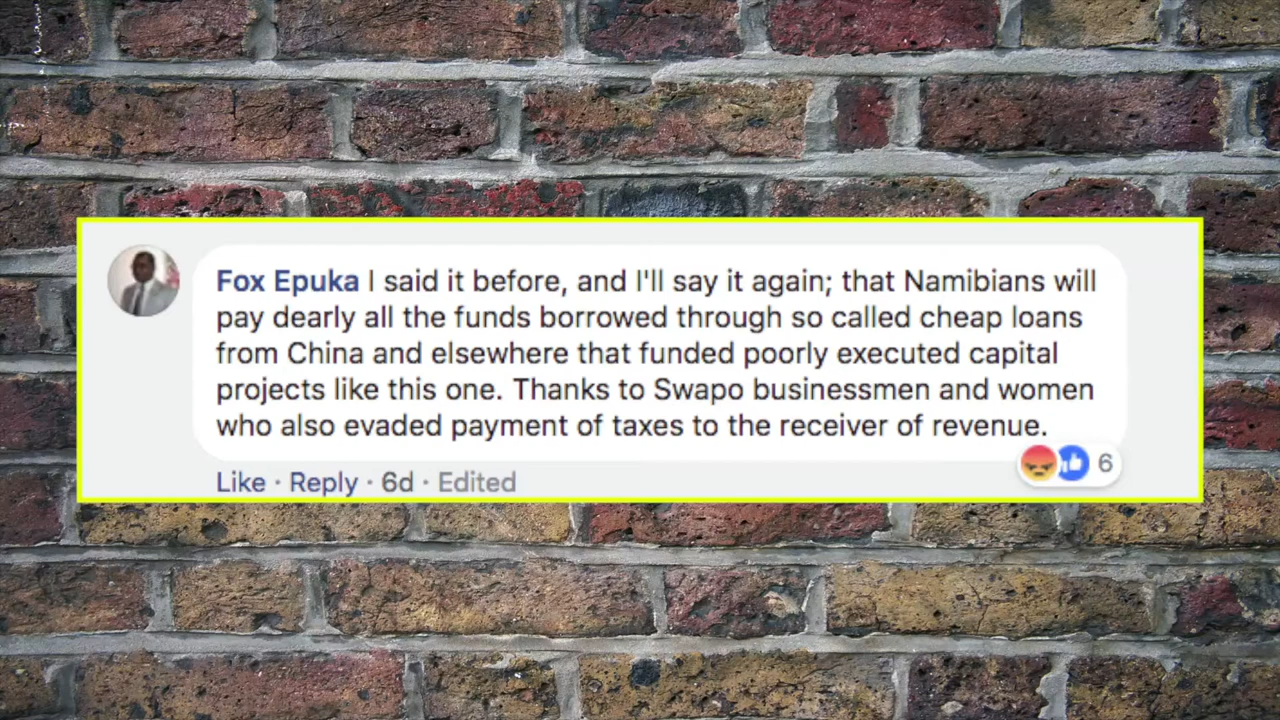 Fox Epuka I said it before, and I'll say it again; that Namibians will
pay dearly all the funds borrowed through so called cheap loans
from China and elsewhere that funded poorly executed capital
projects like this one. Thanks to Swapo businessmen and women
who also evaded payment of taxes to the receiver of revenue.
Like · Reply · 6d · Edited
6